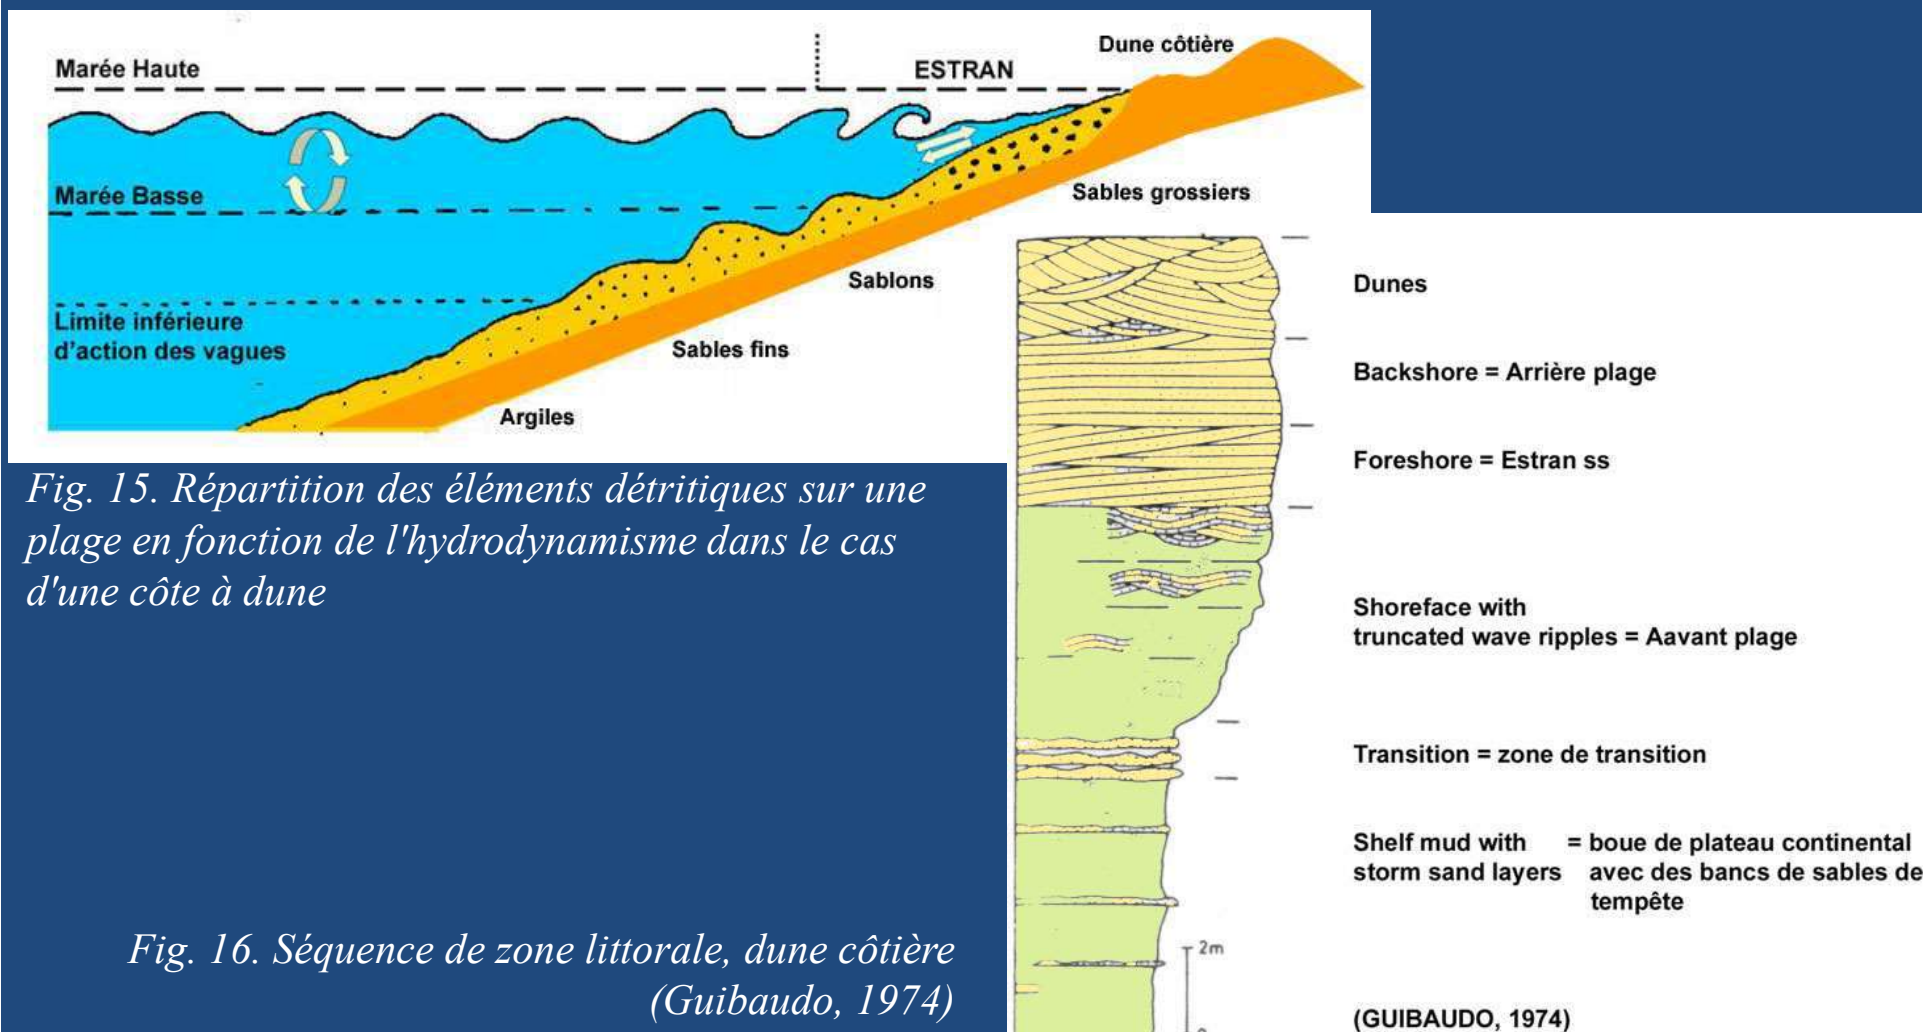 Dune côtière
Marée Haute
ESTRAN
Marée Basse
Sables grossiers
Sablons
Limite inférieure
d'action des vagues
Sables fins
Argiles
Fig. 15. Répartition des éléments détritiques sur une
plage en fonction de l'hydrodynamisme dans le cas
d'une côte à dune
Dunes
Backshore = Arrière plage
Foreshore = Estran ss
Shoreface with
truncated wave ripples = Aavant plage
Transition = zone de transition
Shelf mud with = boue de plateau continental
storm sand layers avec des bancs de sables de
tempête
2m
(GUIBAUDO, 1974)
Fig. 16. Séquence de zone littorale, dune côtière
(Guibaudo, 1974)